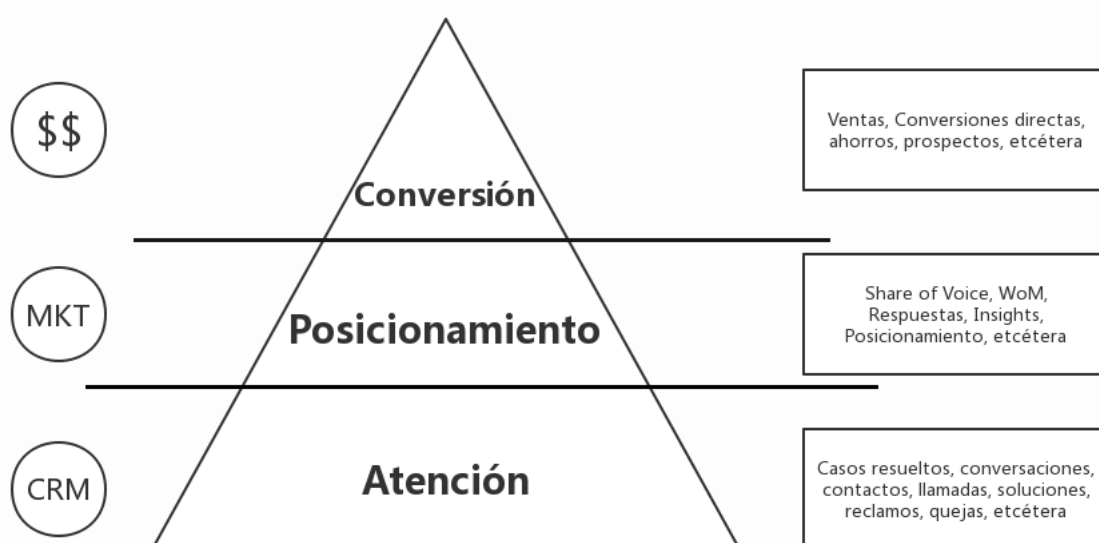 $$
Conversión
Ventas, Conversiones directas,
ahorros, prospectos, etcétera
MKT
Posicionamiento
Share of Voice, WoM,
Respuestas, Insights,
Posicionamiento, etcétera
CRM
Atención
Casos resueltos, conversaciones,
contactos, llamadas, soluciones,
reclamos, quejas, etcétera